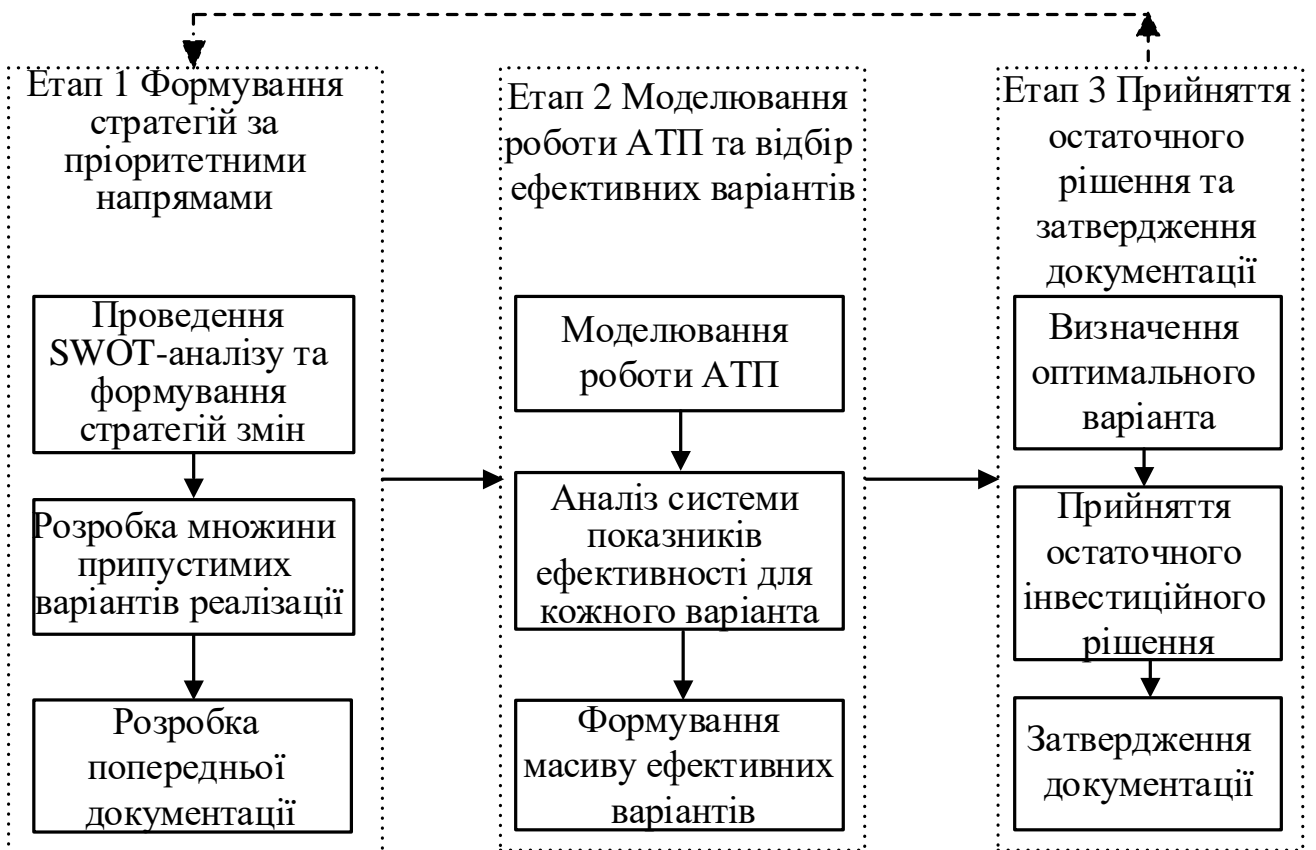 Етап 1 Формування
стратегій за
пріоритетними
напрямами
Проведення
SWOT-аналізу та
формування
стратегій змін
Розробка множини
припустимих
варіантів реалізації
Розробка
попередньої
документації
Етап 2 Моделювання
роботи АТП та відбір
ефективних варіантів
Моделювання
роботи АТП
Аналіз системи
показників
ефективності для
кожного варіанта
Формування
масиву ефективних
варіантів
Етап 3 Прийняття
остаточного
рішення та
затвердження
документації
Визначення
оптимального
варіанта
Прийняття
остаточного
інвестиційного
рішення
Затвердження
документації